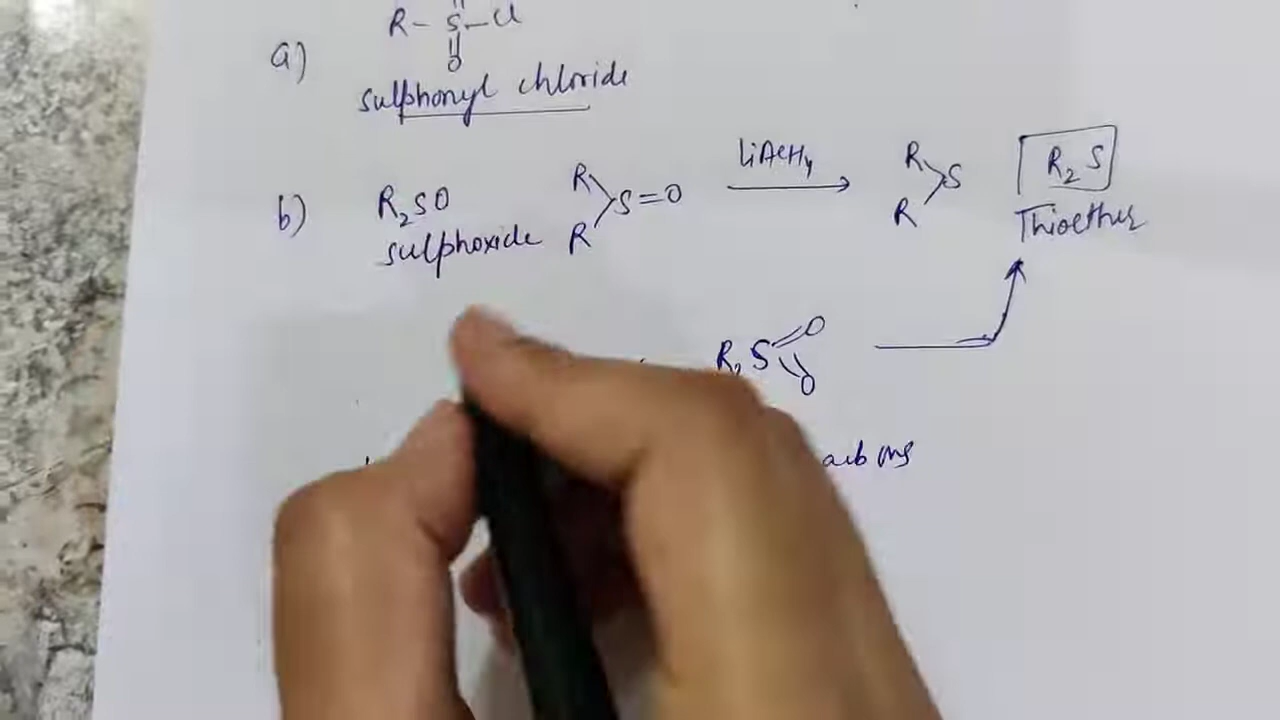 a) R- S -Cl
O
sulphonyl chloride
b) R2SO R R S=O LiAlH4 R R S R2S
sulphoxide Thioether
R2S O O